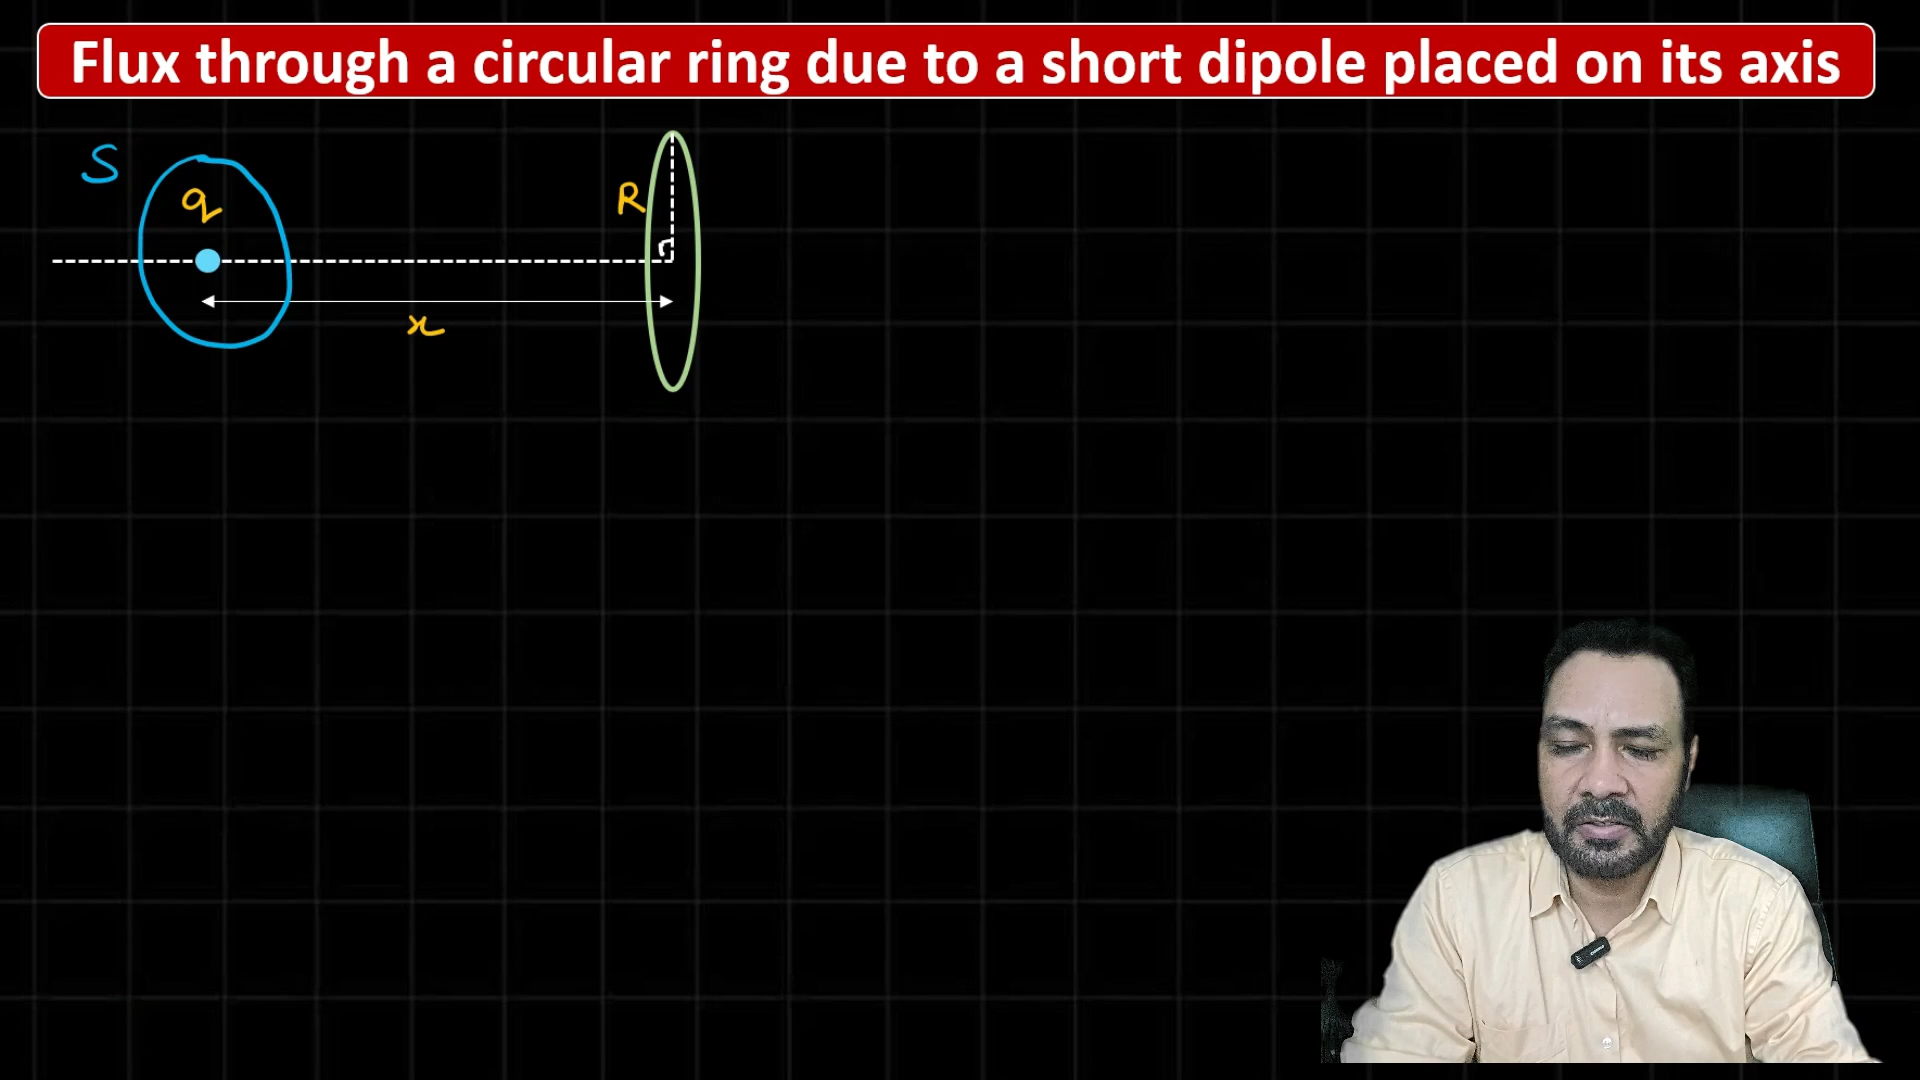 Flux through a circular ring due to a short dipole placed on its axis
S
q
R
x